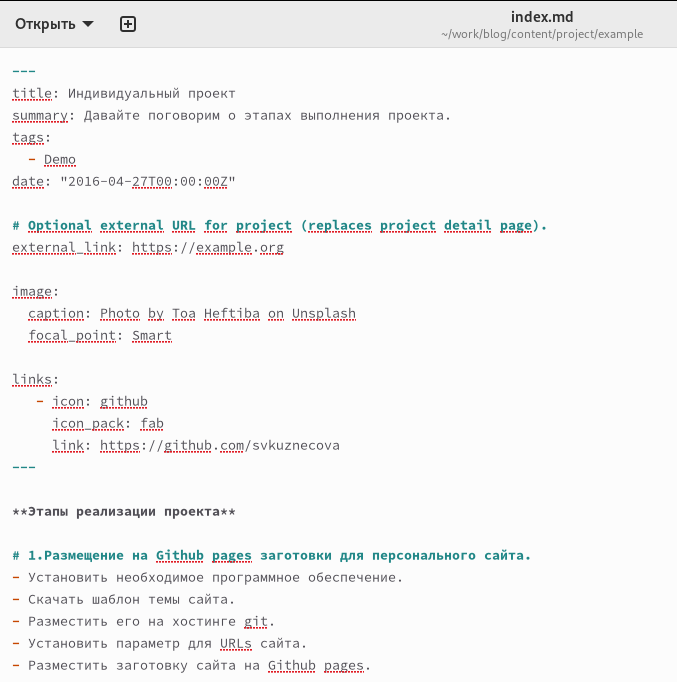 Открыть
index.md
~/work/blog/content/project/example
---
title: Индивидуальный проект
summary: Давайте поговорим о этапах выполнения проекта.
tags:
  - Demo
date: "2016-04-27T00:00:00Z"

# Optional external URL for project (replaces project detail page).
external_link: https://example.org

image:
  caption: Photo by Toa Heftiba on Unsplash
  focal_point: Smart

links:
   - icon: github
     icon_pack: fab
     link: https://github.com/svkuznecova
---

**Этапы реализации проекта**

# 1.Размещение на Github pages заготовки для персонального сайта.
- Установить необходимое программное обеспечение.
- Скачать шаблон темы сайта.
- Разместить его на хостинге git.
- Установить параметр для URLs сайта.
- Разместить заготовку сайта на Github pages.